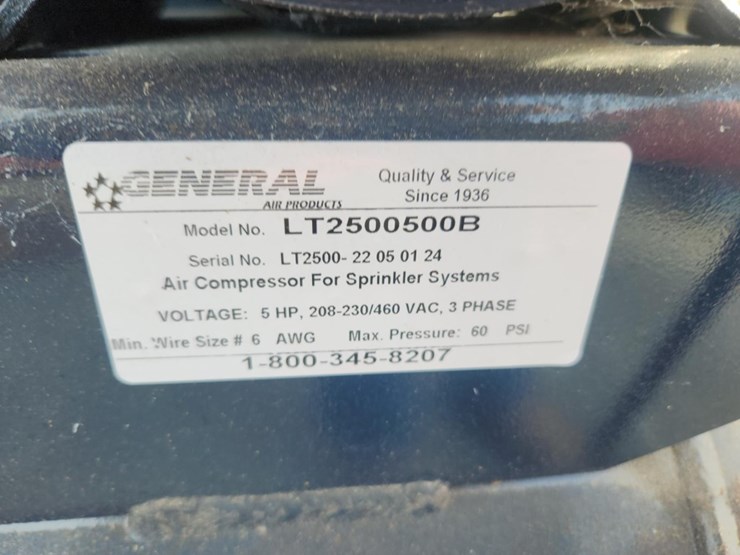 GENERAL
AIR PRODUCTS
Quality & Service
Since 1936
Model No. LT2500500B
Serial No. LT2500- 22 05 01 24
Air Compressor For Sprinkler Systems
VOLTAGE: 5 HP, 208-230/460 VAC, 3 PHASE
Min. Wire Size # 6 AWG Max. Pressure: 60 PSI
1-800-345-8207